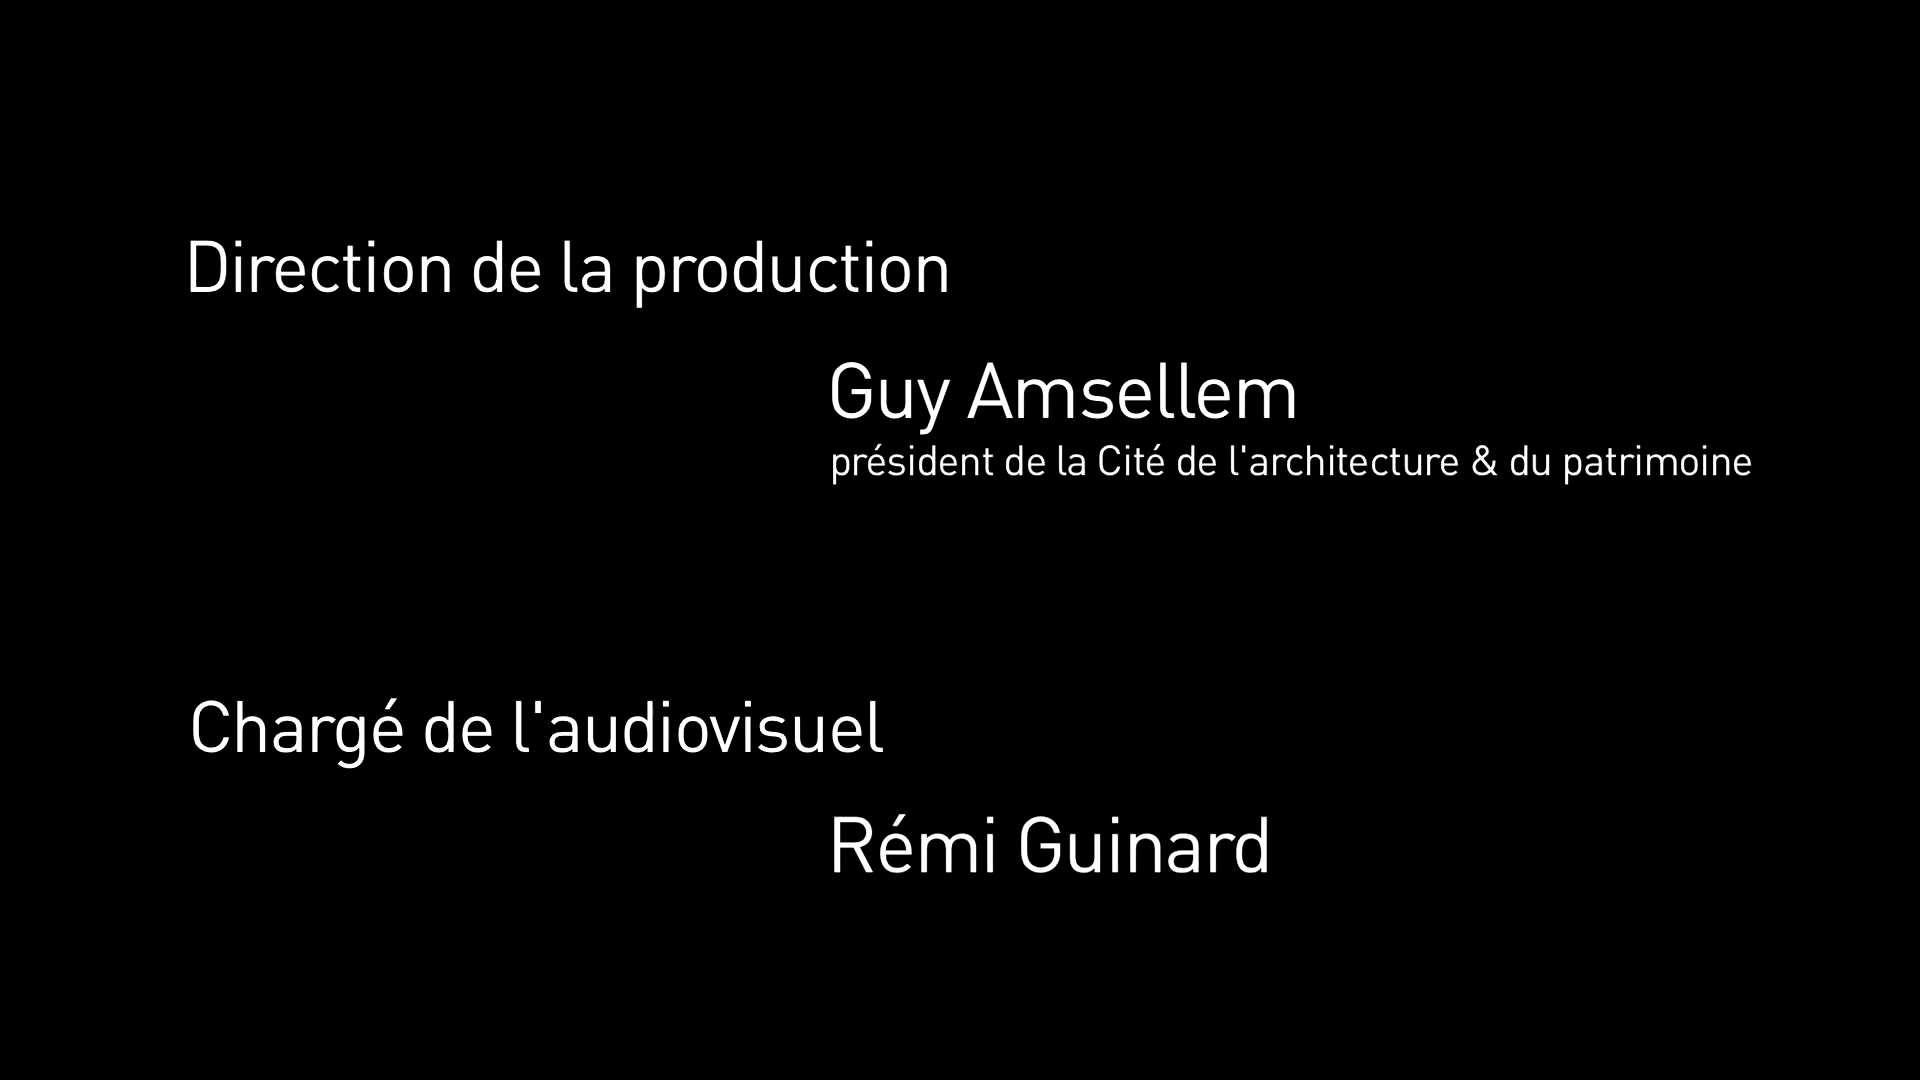 Direction de la production
Guy Amsellem
président de la Cité de l'architecture & du patrimoine
Chargé de l'audiovisuel
Rémi Guinard